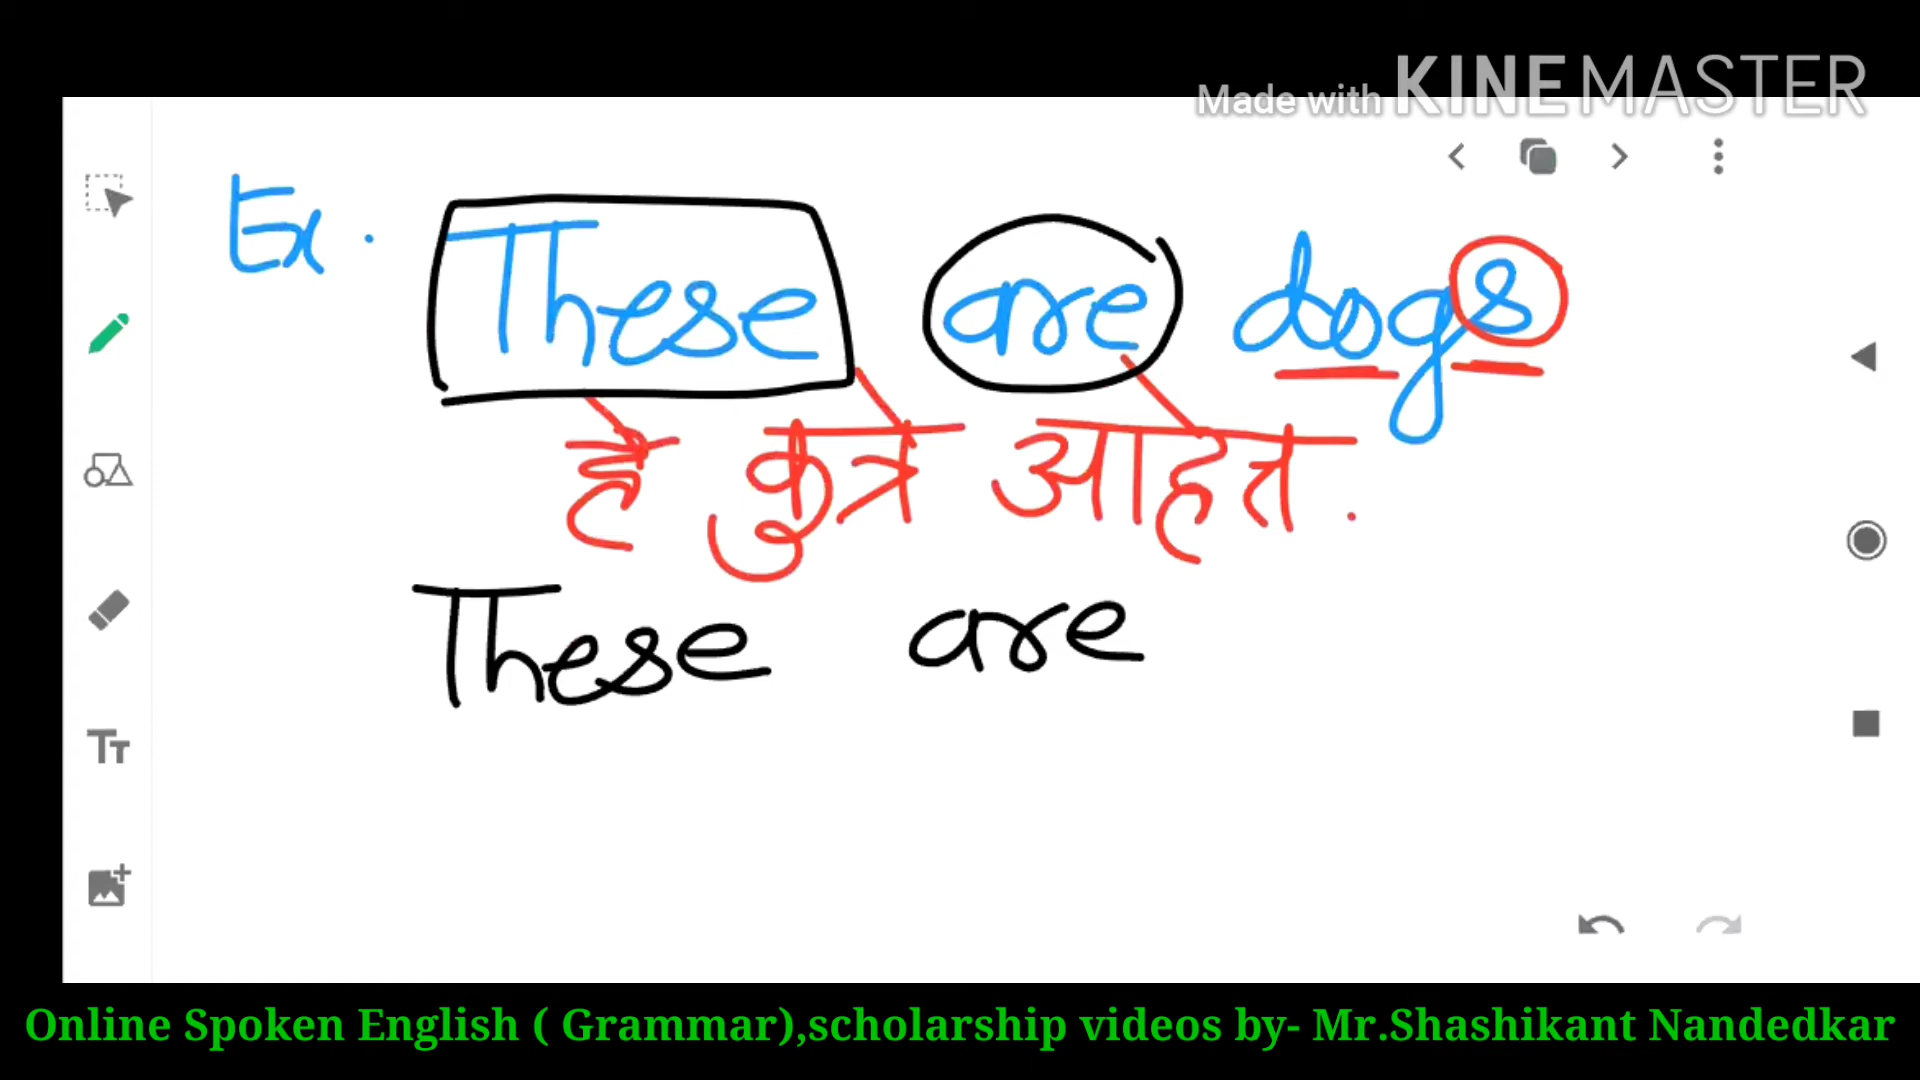 Made with KINEMASTER
Ex. These are dogs
हे कुत्रे आहेत.
These are
Tт
Online Spoken English ( Grammar),scholarship videos by- Mr.Shashikant Nandedkar